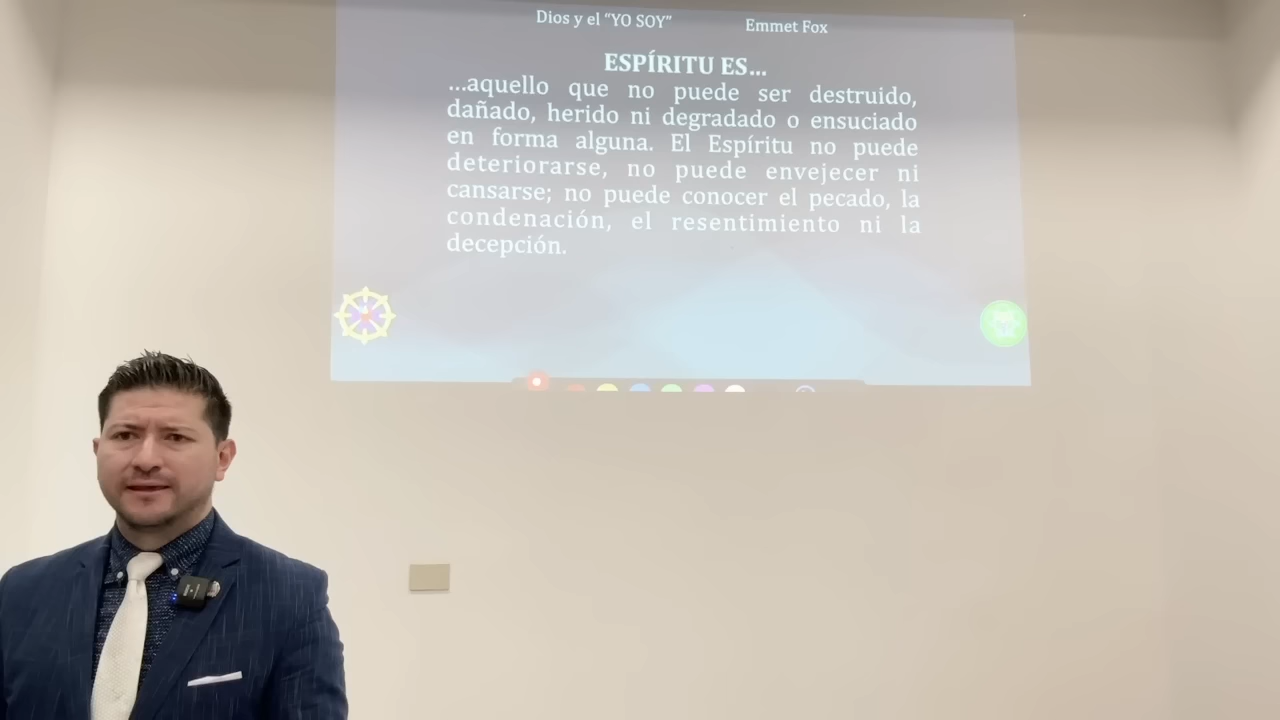 Dios y el “YO SOY” Emmet Fox
ESPÍRITU ES...
...aquello que no puede ser destruido,
dañado, herido ni degradado o ensuciado
en forma alguna. El Espíritu no puede
deteriorarse, no puede envejecer ni
cansarse; no puede conocer el pecado, la
condenación, el resentimiento ni la
decepción.